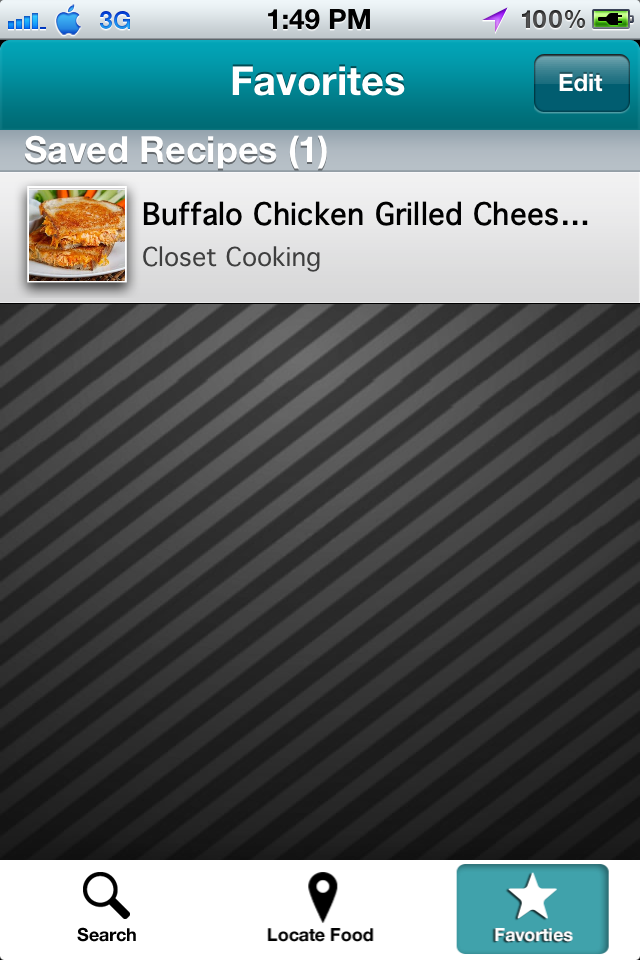 3G 1:49 PM 100%
Favorites
Edit
Saved Recipes (1)
Buffalo Chicken Grilled Chees...
Closet Cooking
Search
Locate Food
Favorties